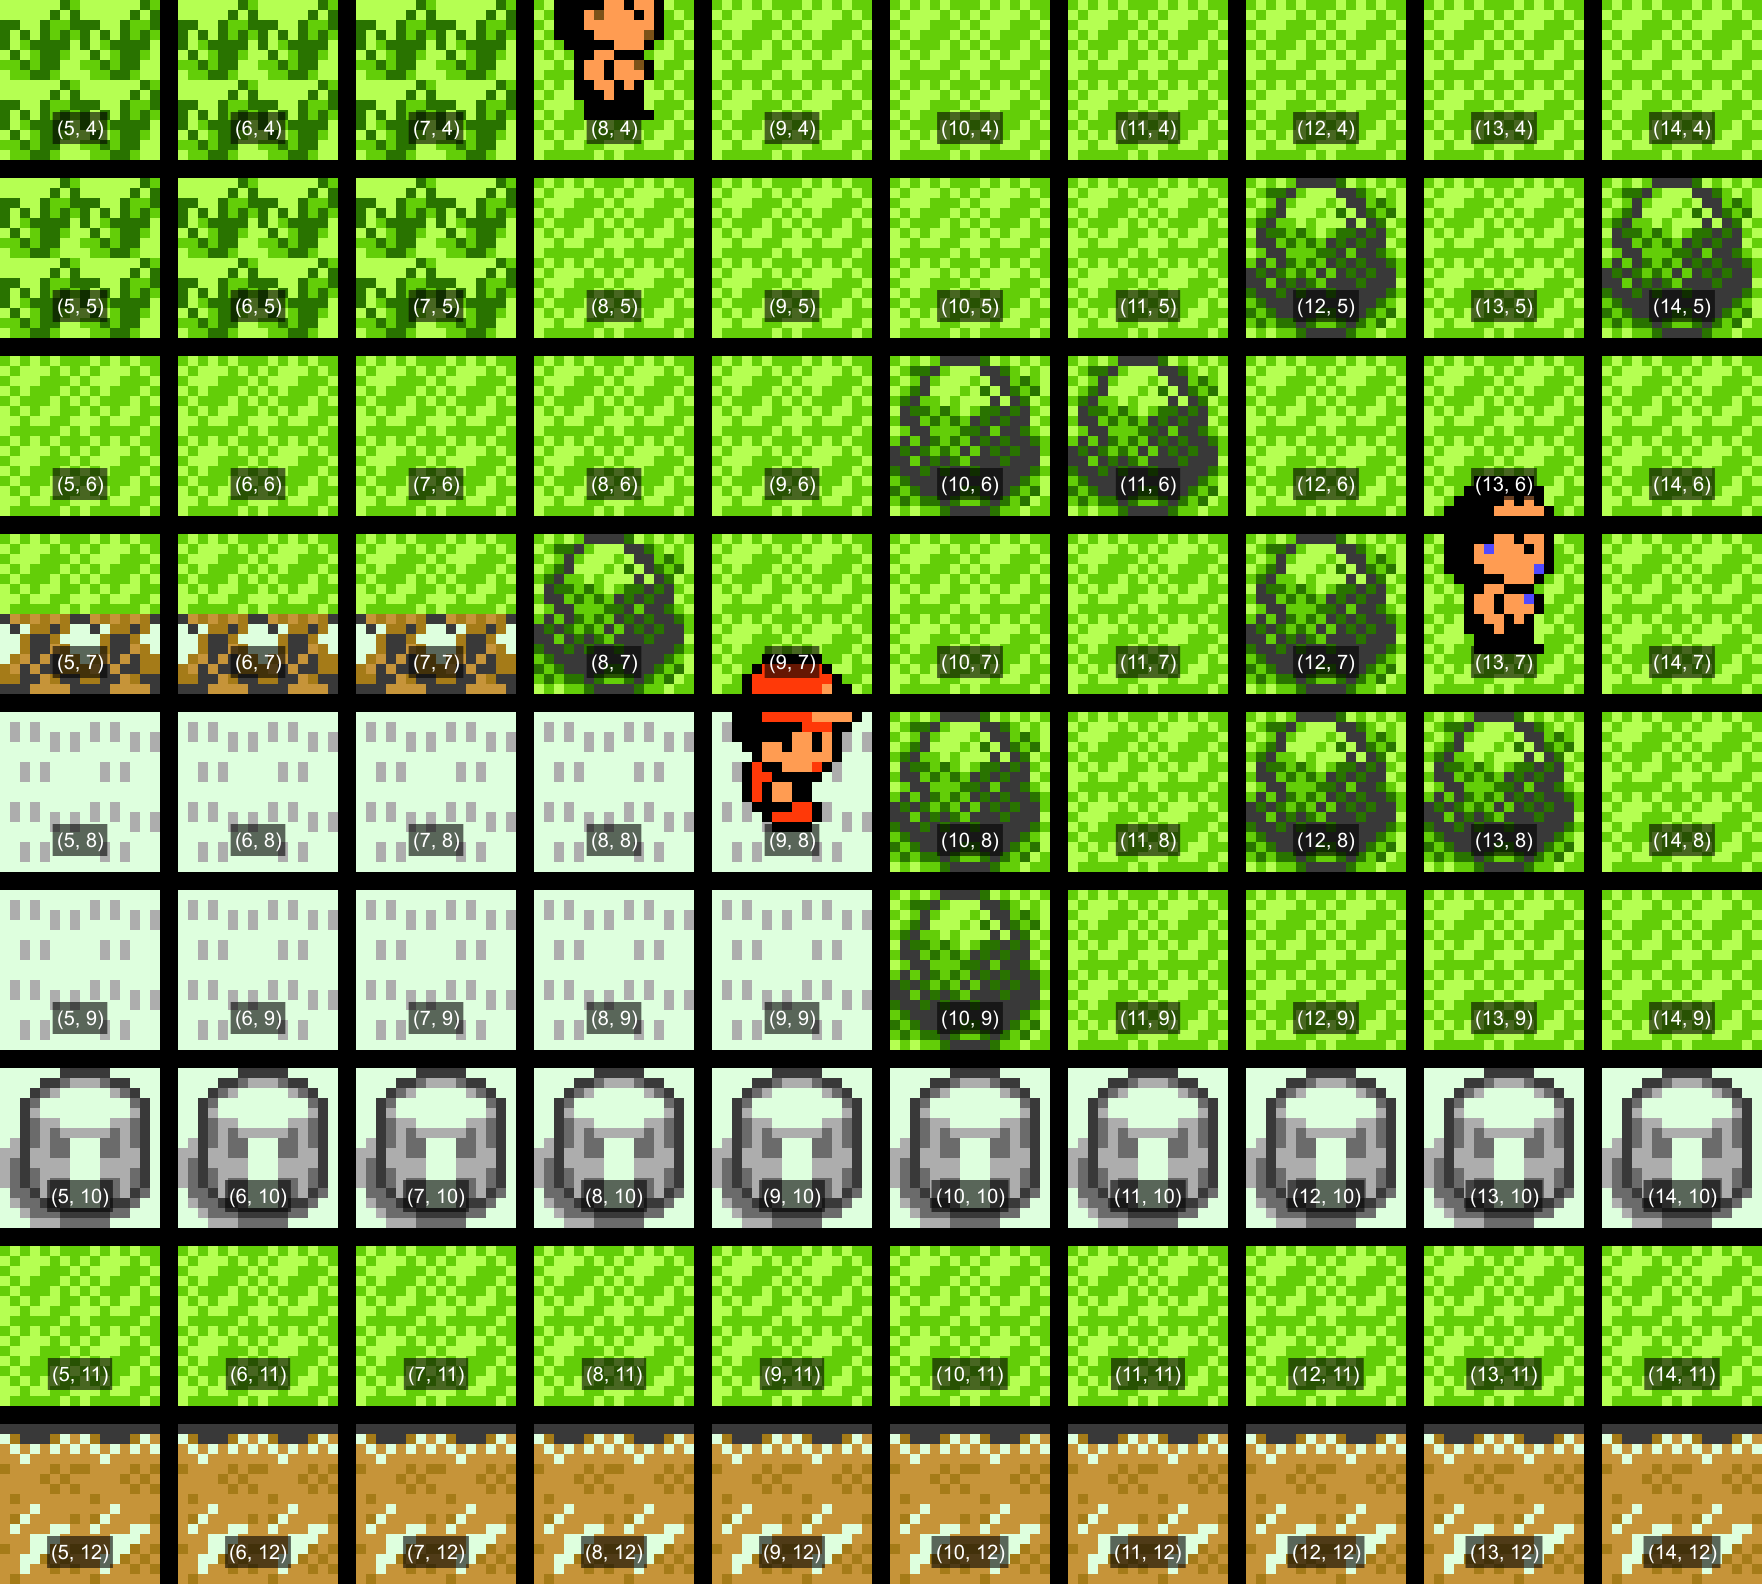 (5, 4) (6, 4) (7, 4) (8, 4) (9, 4) (10, 4) (11, 4) (12, 4) (13, 4) (14, 4)
(5, 5) (6, 5) (7, 5) (8, 5) (9, 5) (10, 5) (11, 5) (12, 5) (13, 5) (14, 5)
(5, 6) (6, 6) (7, 6) (8, 6) (9, 6) (10, 6) (11, 6) (12, 6) (13, 6) (14, 6)
(5, 7) (6, 7) (7, 7) (8, 7) (9, 7) (10, 7) (11, 7) (12, 7) (13, 7) (14, 7)
(5, 8) (6, 8) (7, 8) (8, 8) (9, 8) (10, 8) (11, 8) (12, 8) (13, 8) (14, 8)
(5, 9) (6, 9) (7, 9) (8, 9) (9, 9) (10, 9) (11, 9) (12, 9) (13, 9) (14, 9)
(5, 10) (6, 10) (7, 10) (8, 10) (9, 10) (10, 10) (11, 10) (12, 10) (13, 10) (14, 10)
(5, 11) (6, 11) (7, 11) (8, 11) (9, 11) (10, 11) (11, 11) (12, 11) (13, 11) (14, 11)
(5, 12) (6, 12) (7, 12) (8, 12) (9, 12) (10, 12) (11, 12) (12, 12) (13, 12) (14, 12)